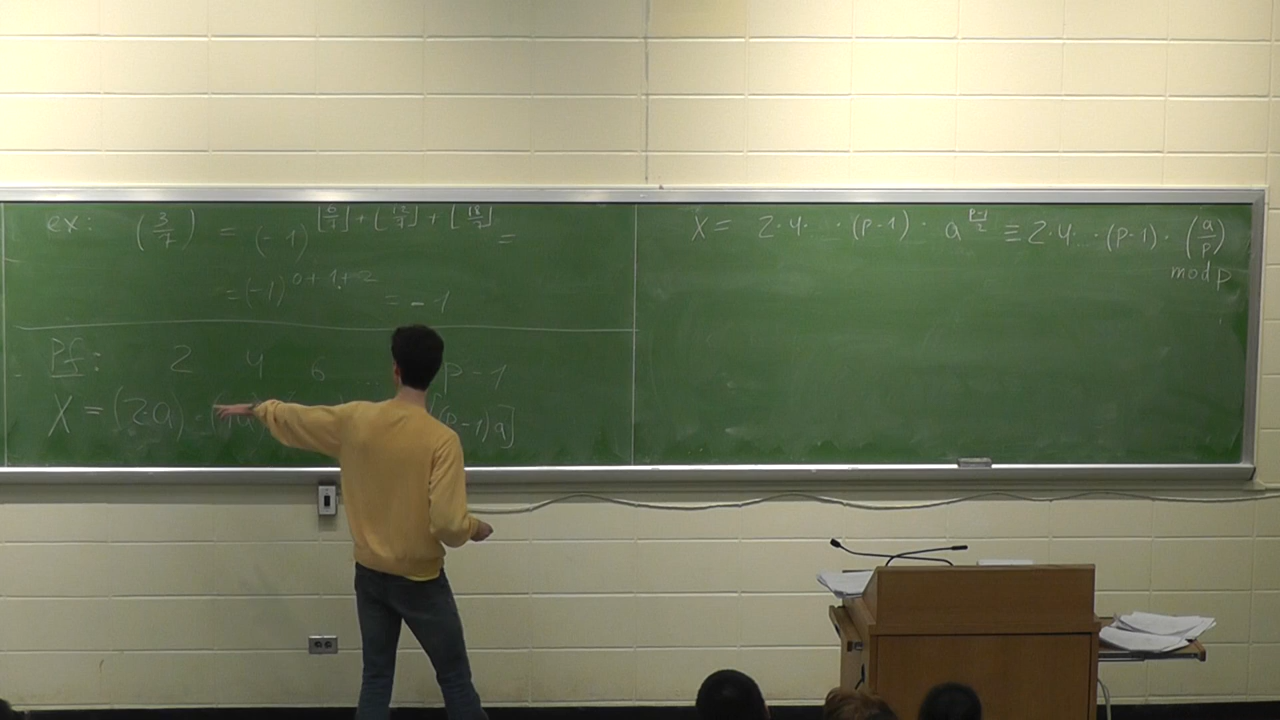 ex: (3/7) = (-1)^{⌊6/7⌋+⌊12/7⌋+⌊18/7⌋} =
= (-1)^{0+1+2} = -1
Pf: 2 4 6 ... p-1
X = (2·a) · (4a) (p-1)a]
X = 2·4· ·(p-1)· a^{(p-1)/2} ≡ 2·4.. ·(p-1)· (a/p)
mod p